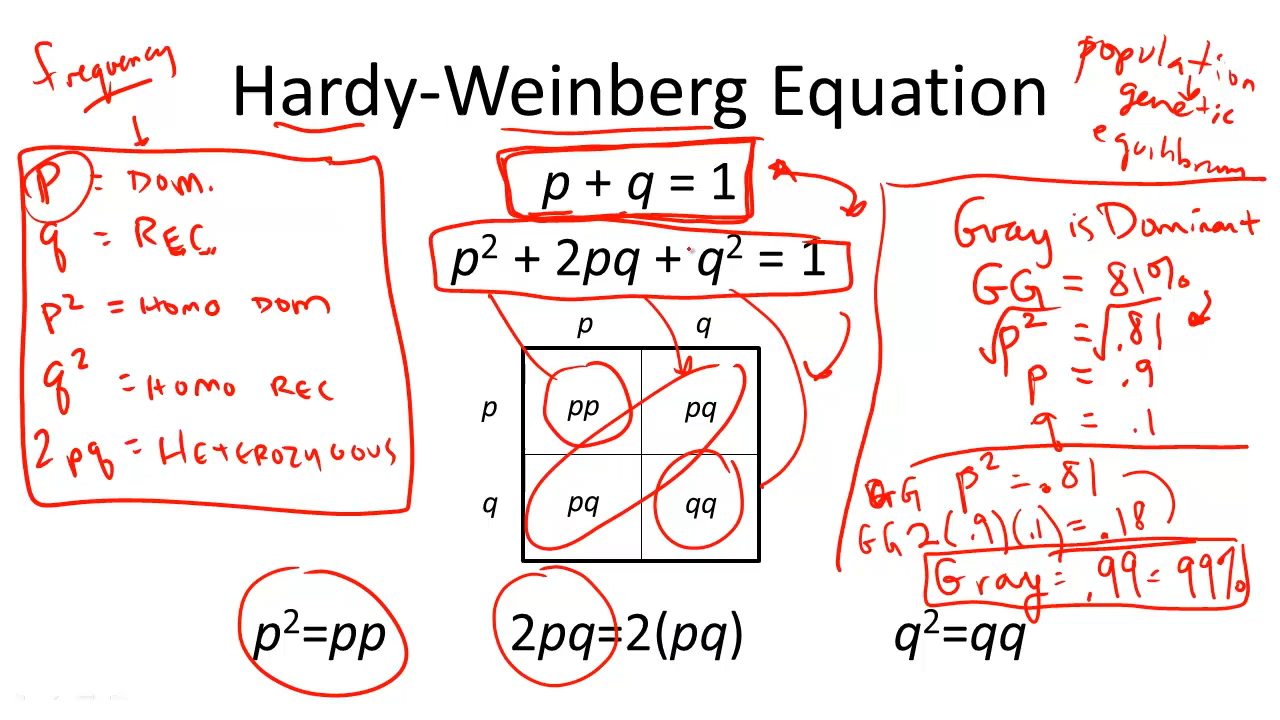 frequency
Hardy-Weinberg Equation
population
genetic
equilibrium
p + q = 1
p² + 2pq + q² = 1
P = DOM.
q = REC.
p² = HOMO DOM
q² = HOMO REC
2pq = HETEROZYGOUS
p q
p pp pq
q pq qq
Gray is Dominant
GG = 81%
√p² = √.81
p = .9
q = .1
GG p² = .81
Gg 2(.9)(.1) = .18
Gray = .99 = 99%
p²=pp
2pq=2(pq)
q²=qq